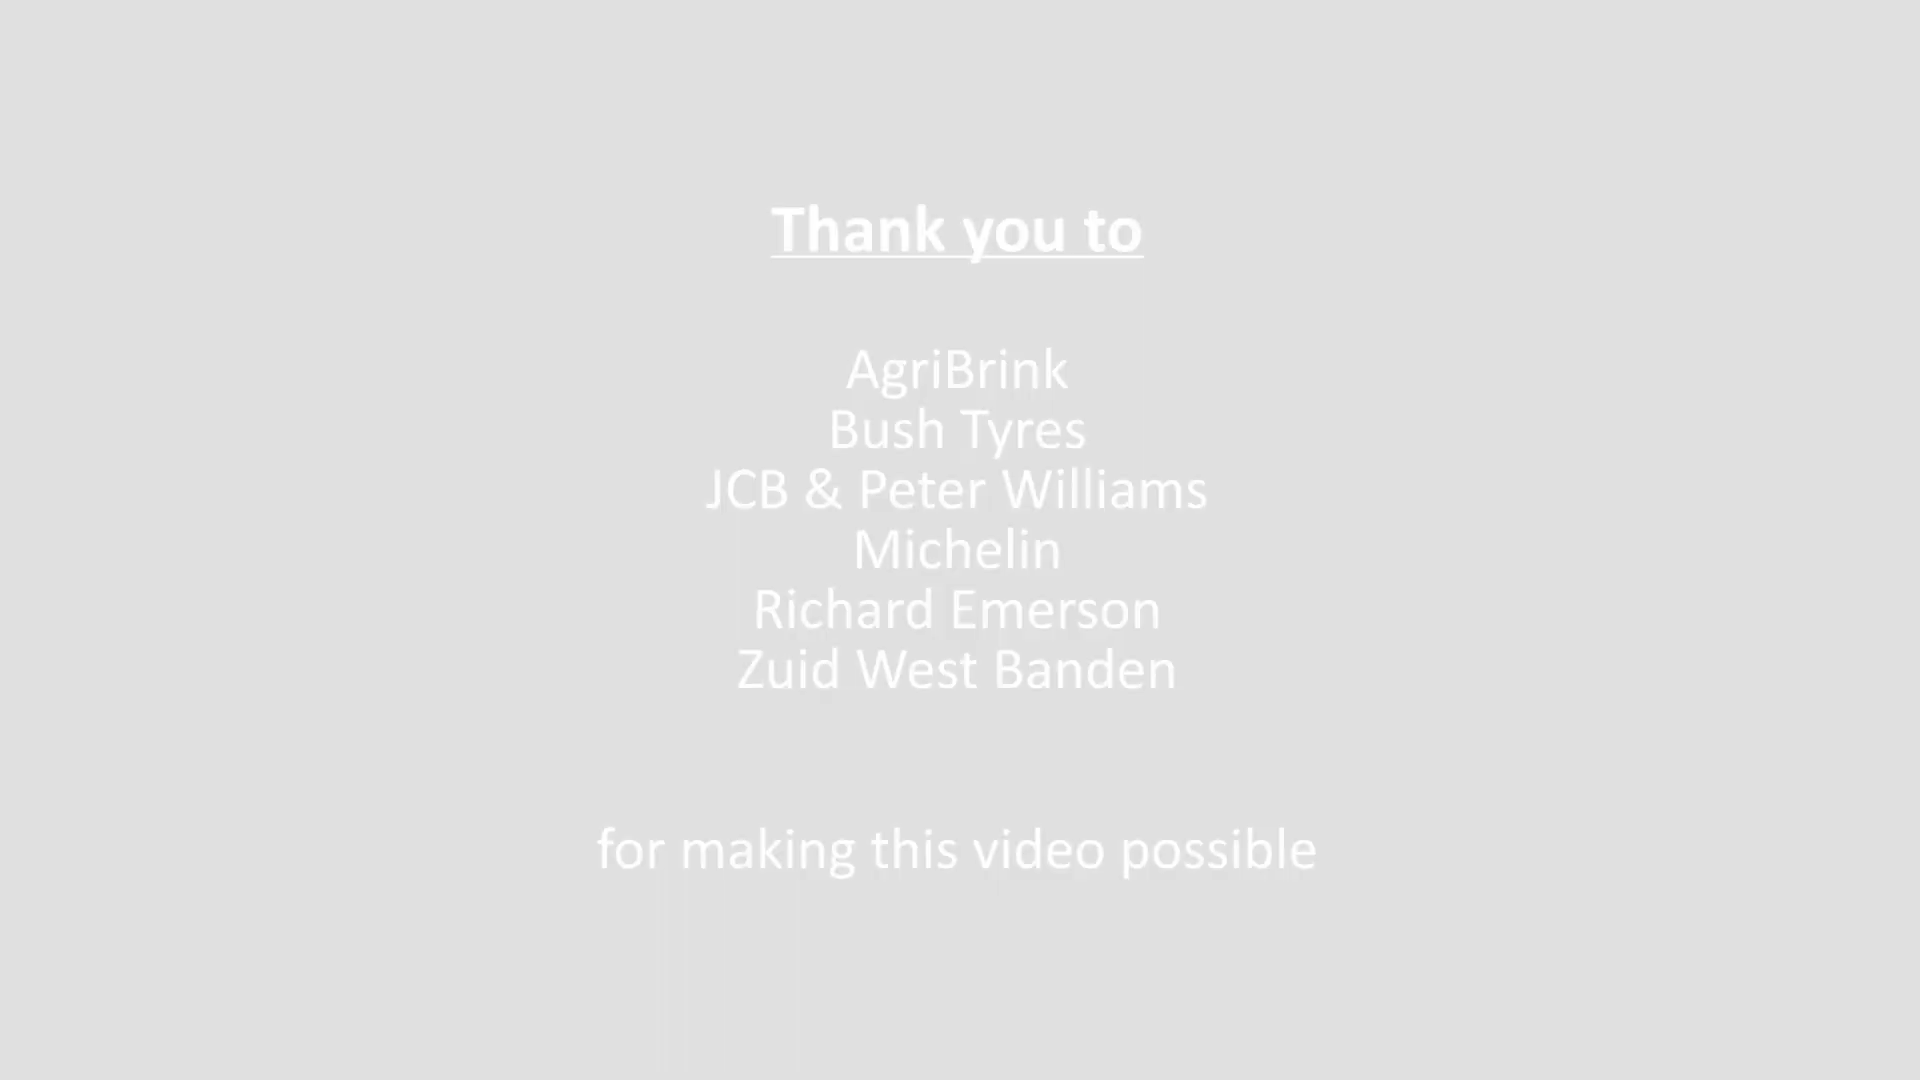 Thank you to
AgriBrink
Bush Tyres
JCB & Peter Williams
Michelin
Richard Emerson
Zuid West Banden
for making this video possible